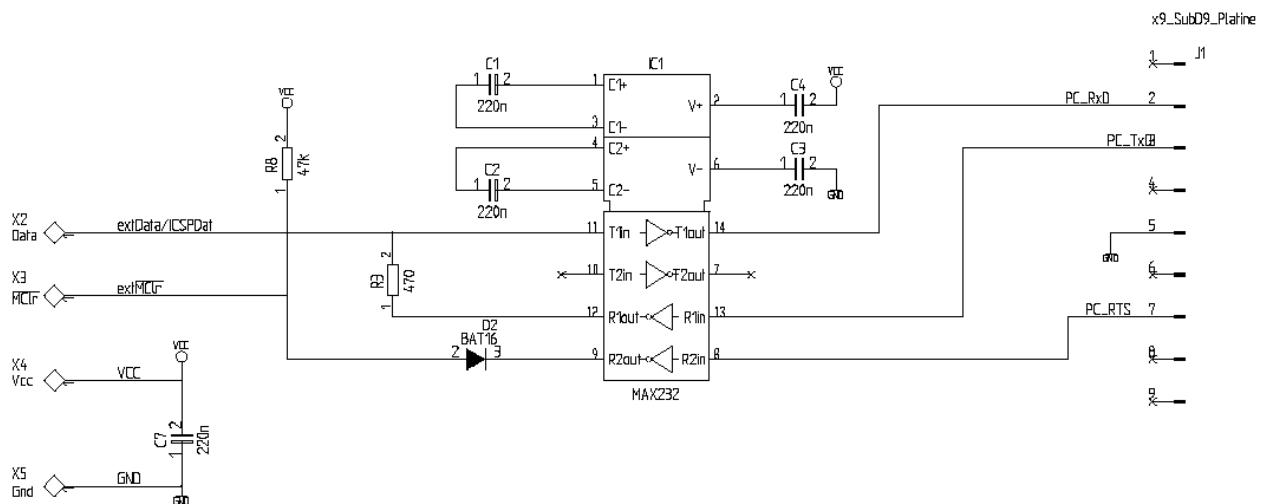 x9_SubD9_Platine
J1
1
2
PC_RxD
3
PC_TxD
4
5
GND
6
7
PC_RTS
8
9
IC1
C1
1 2
220n
1 C1+
3 C1-
4 C2+
5 C2-
V+ 2
V- 6
C4
1 2
220n
VCC
C3
1 2
220n
GND
C2
1 2
220n
11 T1in T1out 14
10 T2in T2out 7
12 R1out R1in 13
9 R2out R2in 8
MAX232
VCC
2
R8
47k
1
X2
Data
extData/ICSPDat
2
R3
470
1
X3
MClr
extMClr
D2
BAT16
2 3
X4
Vcc
VCC
VCC
2
C7
220n
1
X5
Gnd
GND
GND